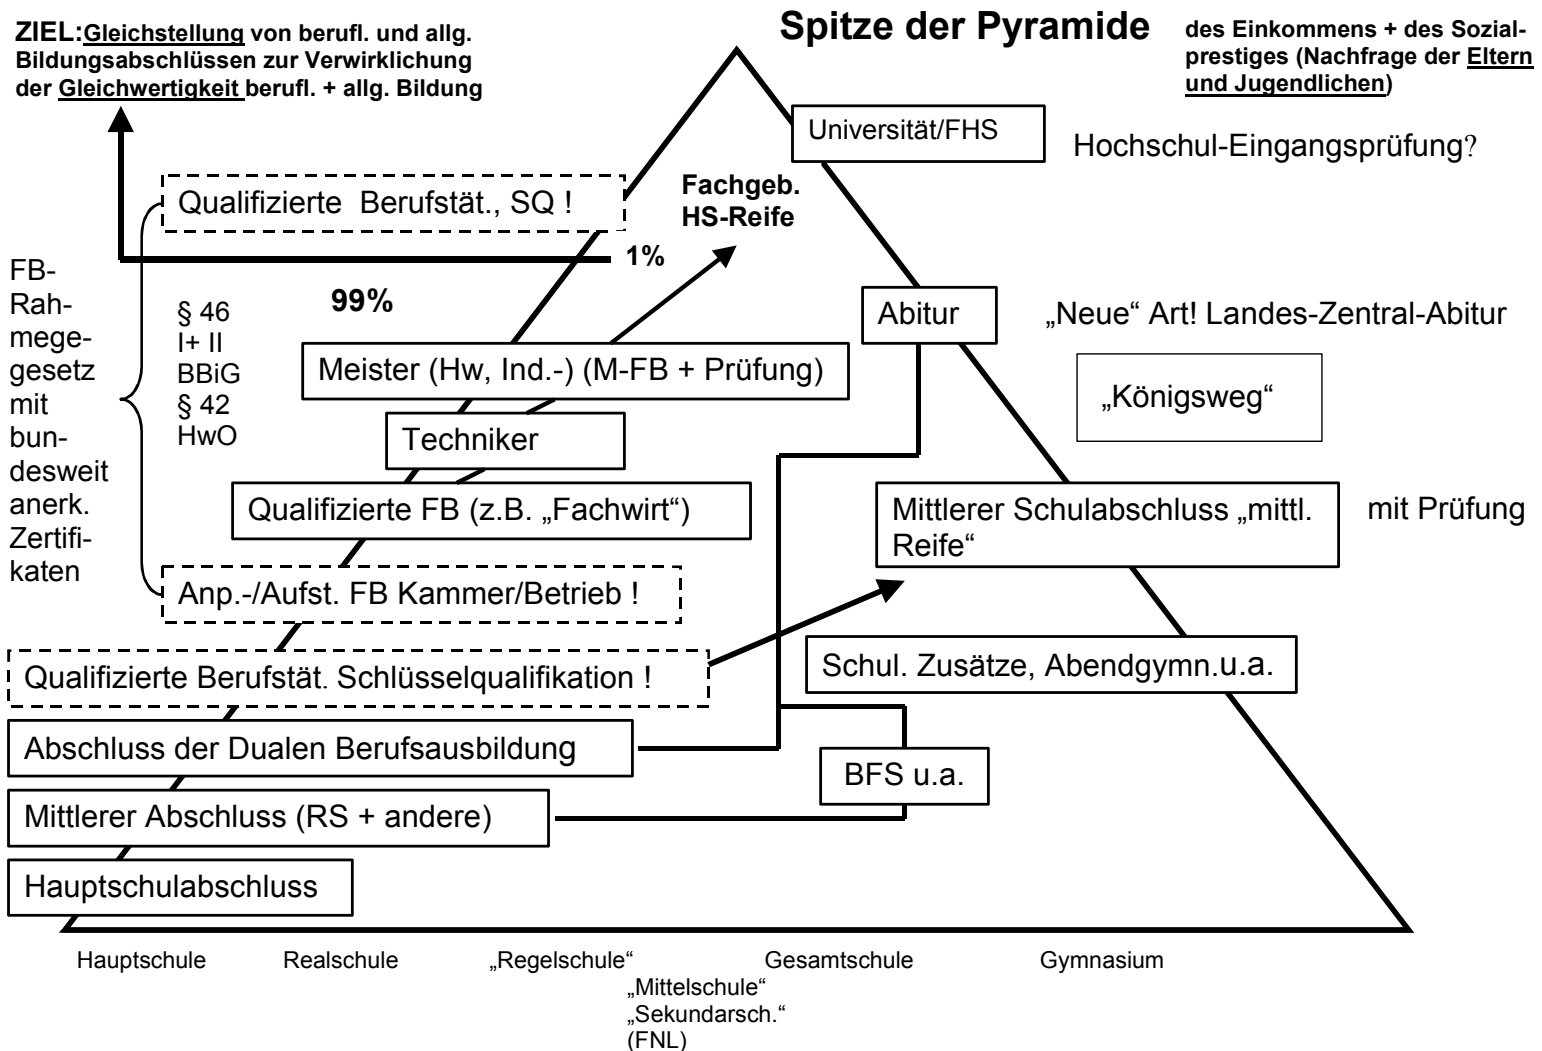 Spitze der Pyramide
ZIEL:Gleichstellung von berufl. und allg.
Bildungsabschlüssen zur Verwirklichung
der Gleichwertigkeit berufl. + allg. Bildung
des Einkommens + des Sozial-
prestiges (Nachfrage der Eltern
und Jugendlichen)
Universität/FHS
Hochschul-Eingangsprüfung?
Qualifizierte Berufstät., SQ !
Fachgeb.
HS-Reife
1%
99%
FB-
Rah-
mege-
gesetz
mit
bun-
desweit
anerk.
Zertifi-
katen
§ 46
I+ II
BBiG
§ 42
HwO
Abitur
„Neue“ Art! Landes-Zentral-Abitur
Meister (Hw, Ind.-) (M-FB + Prüfung)
„Königsweg“
Techniker
Qualifizierte FB (z.B. „Fachwirt“)
Mittlerer Schulabschluss „mittl.
Reife“
mit Prüfung
Anp.-/Aufst. FB Kammer/Betrieb !
Qualifizierte Berufstät. Schlüsselqualifikation !
Schul. Zusätze, Abendgymn.u.a.
Abschluss der Dualen Berufsausbildung
BFS u.a.
Mittlerer Abschluss (RS + andere)
Hauptschulabschluss
Hauptschule
Realschule
„Regelschule“
„Mittelschule“
„Sekundarsch.“
(FNL)
Gesamtschule
Gymnasium